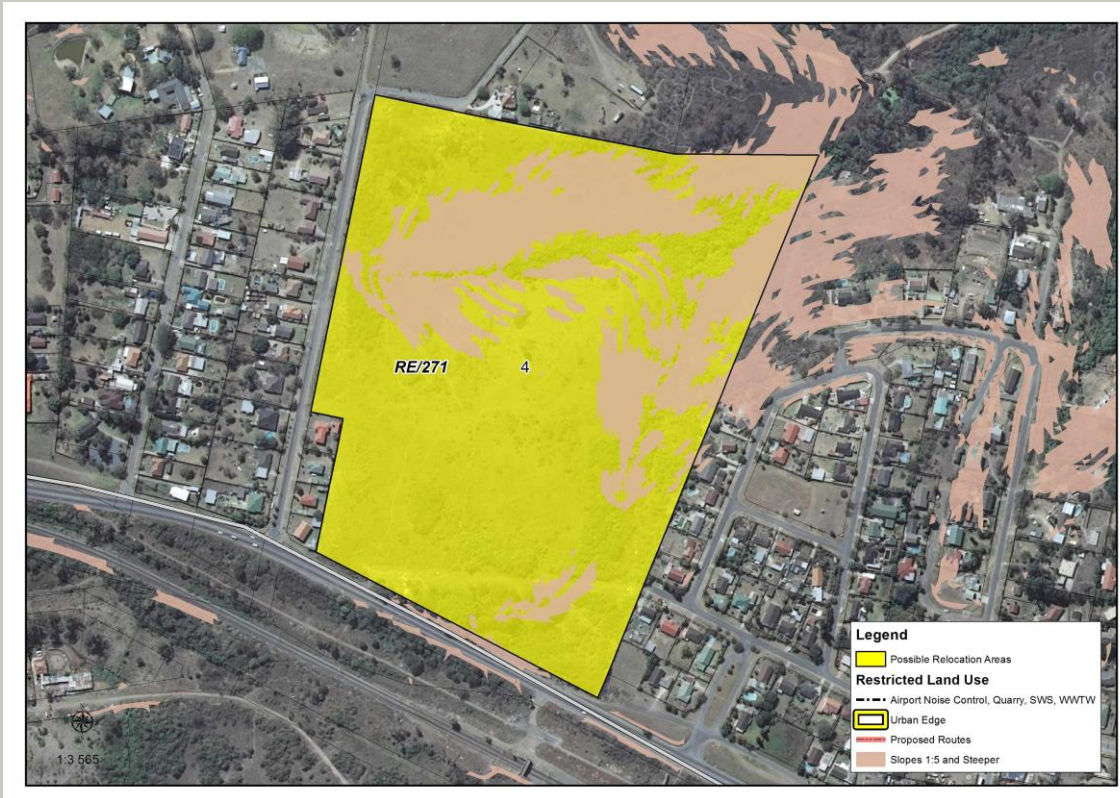 RE/271
4
1:3 565
Legend
Possible Relocation Areas
Restricted Land Use
Airport Noise Control, Quarry, SWS, WWTW
Urban Edge
Proposed Routes
Slopes 1:5 and Steeper